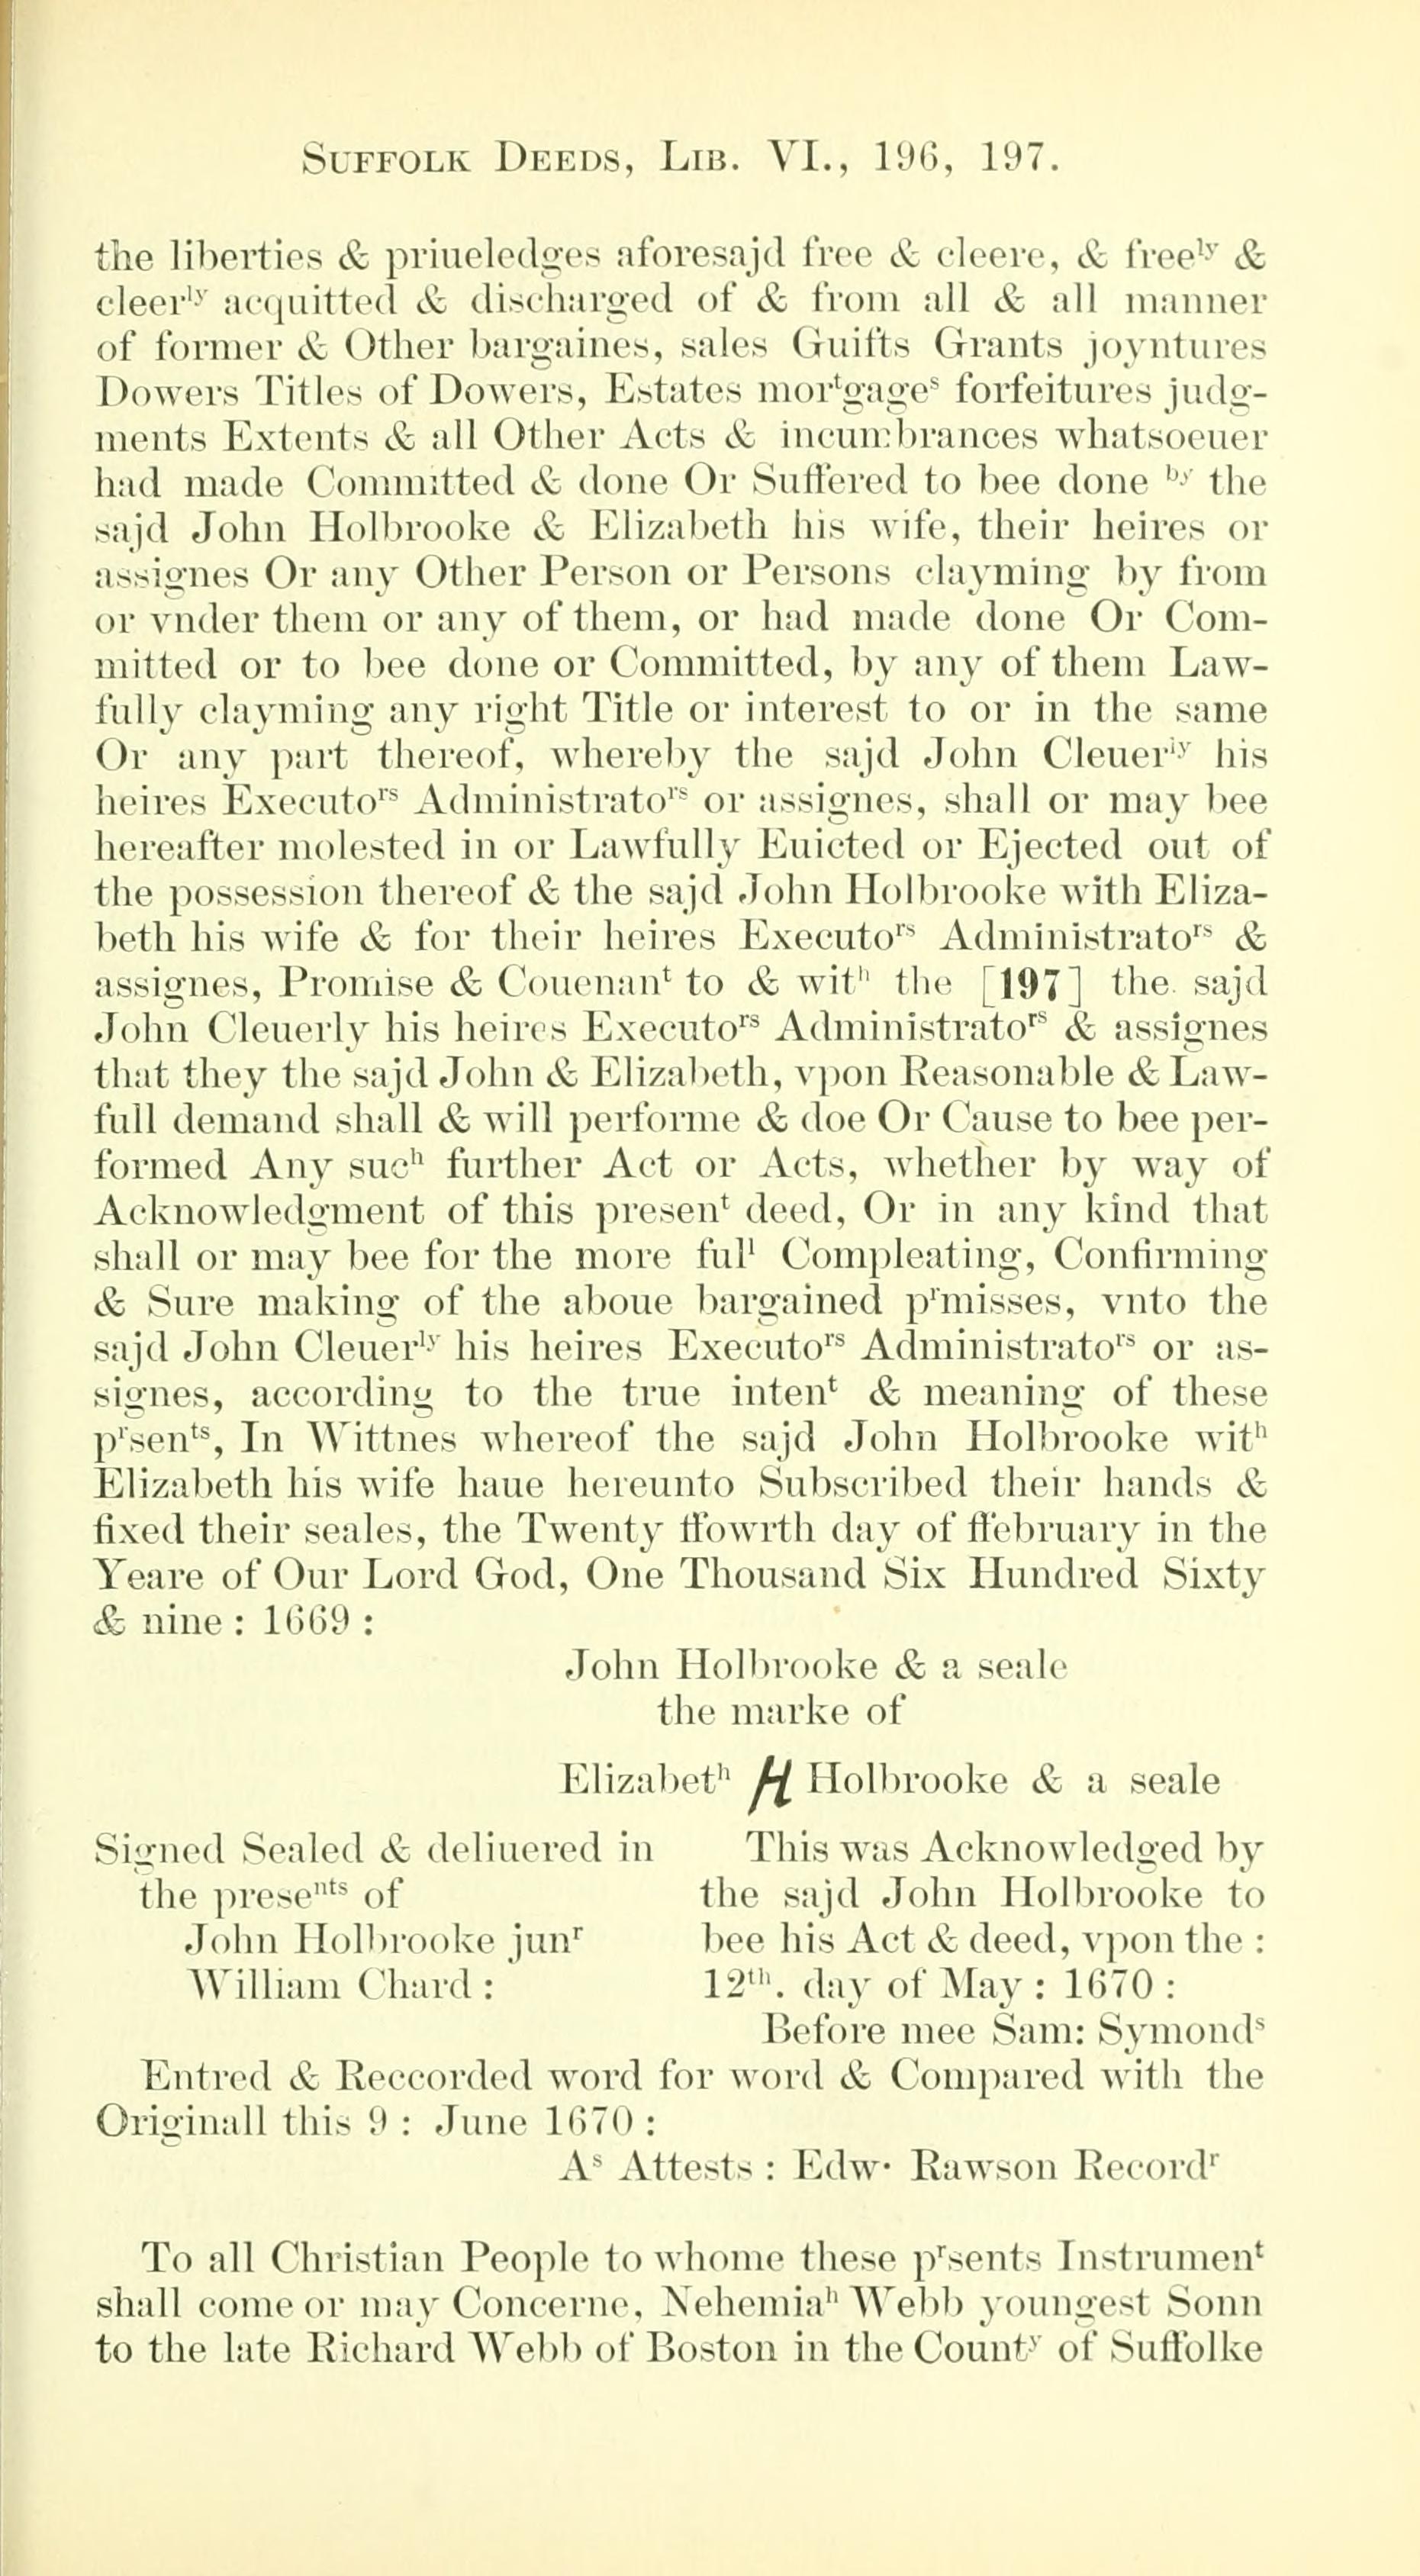 SUFFOLK DEEDS, LIB. VI., 196, 197.
the liberties & priueledges aforesajd free & cleere, & freely &
cleerly acquitted & discharged of & from all & all manner
of former & Other bargaines, sales Guifts Grants joyntures
Dowers Titles of Dowers, Estates mortgages forfeitures judg-
ments Extents & all Other Acts & incumbrances whatsoeuer
had made Committed & done Or Suffered to bee done by the
sajd John Holbrooke & Elizabeth his wife, their heires or
assignes Or any Other Person or Persons clayming by from
or vnder them or any of them, or had made done Or Com-
mitted or to bee done or Committed, by any of them Law-
fully clayming any right Title or interest to or in the same
Or any part thereof, whereby the sajd John Cleuerly his
heires Executors Administrators or assignes, shall or may bee
hereafter molested in or Lawfully Euicted or Ejected out of
the possession thereof & the sajd John Holbrooke with Eliza-
beth his wife & for their heires Executors Administrators &
assignes, Promise & Couenant to & with the [197] the sajd
John Cleuerly his heires Executors Administrators & assignes
that they the sajd John & Elizabeth, vpon Reasonable & Law-
full demand shall & will performe & doe Or Cause to bee per-
formed Any such further Act or Acts, whether by way of
Acknowledgment of this present deed, Or in any kind that
shall or may bee for the more full Compleating, Confirming
& Sure making of the aboue bargained prmisses, vnto the
sajd John Cleuerly his heires Executors Administrators or as-
signes, according to the true intent & meaning of these
prsents, In Wittnes whereof the sajd John Holbrooke with
Elizabeth his wife haue hereunto Subscribed their hands &
fixed their seales, the Twenty ffowrth day of ffebruary in the
Yeare of Our Lord God, One Thousand Six Hundred Sixty
& nine : 1669 :
John Holbrooke & a seale
the marke of
Elizabeth H Holbrooke & a seale
Signed Sealed & deliuered in
the presents of
John Holbrooke junr
William Chard :
This was Acknowledged by
the sajd John Holbrooke to
bee his Act & deed, vpon the :
12th. day of May : 1670 :
Before mee Sam: Symonds
Entred & Reccorded word for word & Compared with the
Originall this 9 : June 1670 :
As Attests : Edw. Rawson Recordr
To all Christian People to whome these prsents Instrument
shall come or may Concerne, Nehemiah Webb youngest Sonn
to the late Richard Webb of Boston in the County of Suffolke